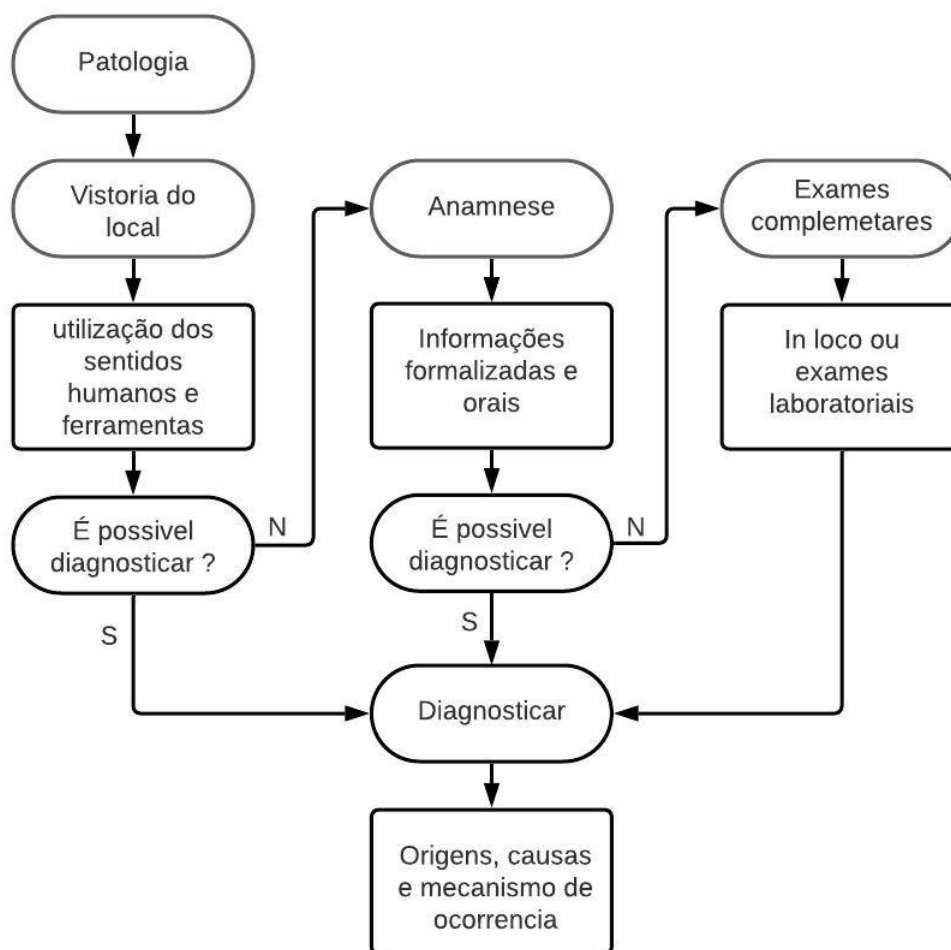 Patologia
Vistoria do
local
utilização dos
sentidos
humanos e
ferramentas
É possivel
diagnosticar ?
N
S
Anamnese
Informações
formalizadas e
orais
É possivel
diagnosticar ?
N
S
Exames
complemetares
In loco ou
exames
laboratoriais
Diagnosticar
Origens, causas
e mecanismo de
ocorrencia